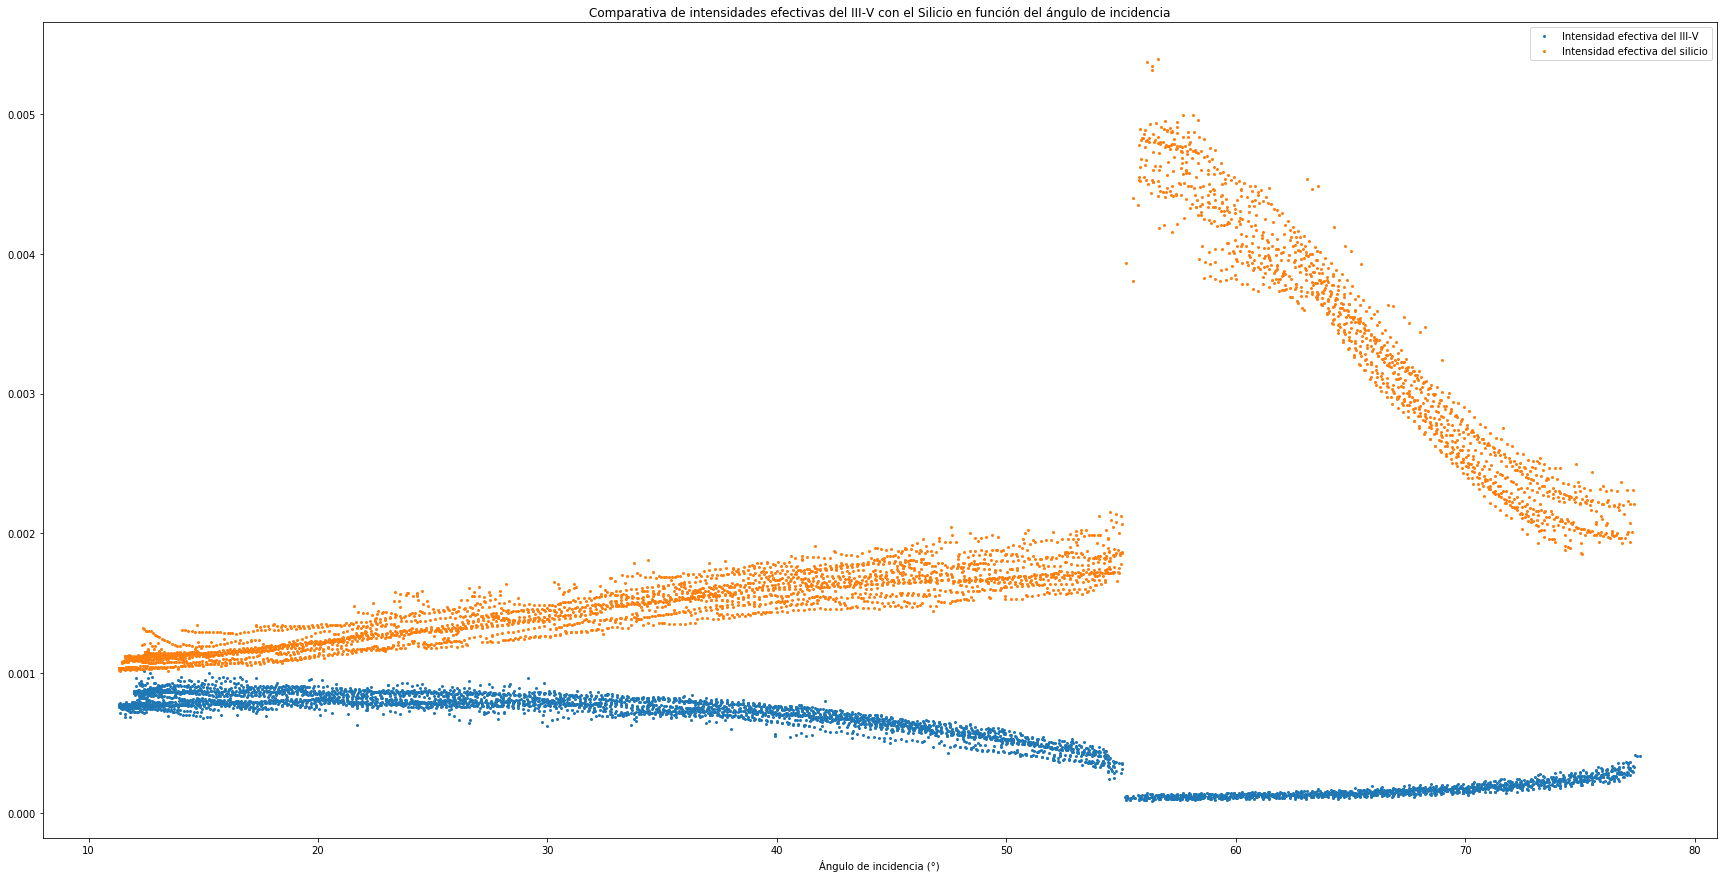 Comparativa de intensidades efectivas del III-V con el Silicio en función del ángulo de incidencia
Intensidad efectiva del III-V
Intensidad efectiva del silicio
0.005
0.004
0.003
0.002
0.001
0.000
10 20 30 40 50 60 70 80
Ángulo de incidencia (°)